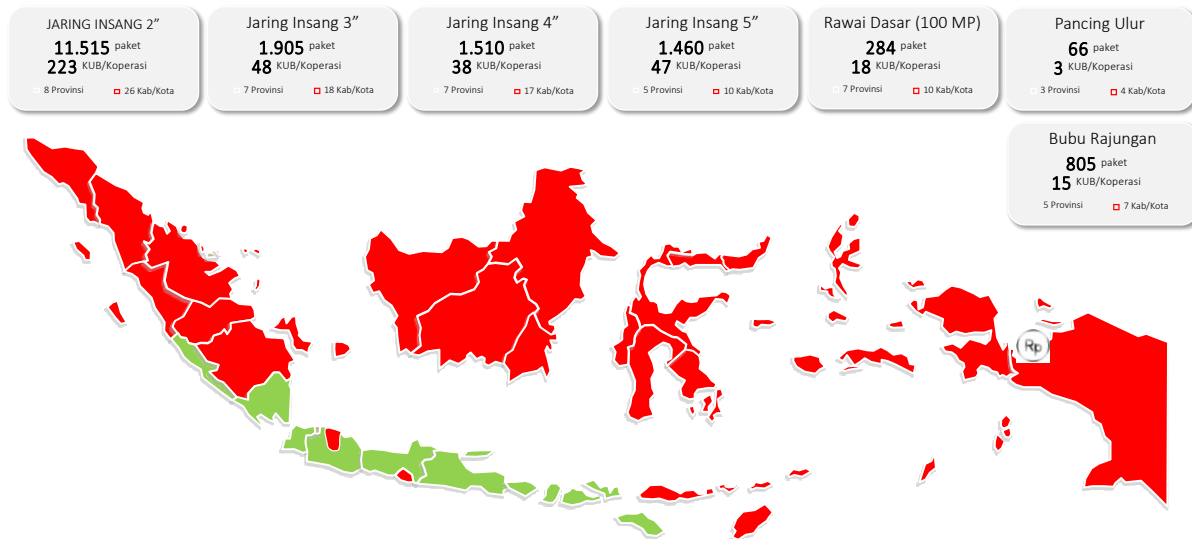 JARING INSANG 2”
11.515 paket
223 KUB/Koperasi
8 Provinsi 26 Kab/Kota
Jaring Insang 3”
1.905 paket
48 KUB/Koperasi
7 Provinsi 18 Kab/Kota
Jaring Insang 4”
1.510 paket
38 KUB/Koperasi
7 Provinsi 17 Kab/Kota
Jaring Insang 5”
1.460 paket
47 KUB/Koperasi
5 Provinsi 10 Kab/Kota
Rawai Dasar (100 MP)
284 paket
18 KUB/Koperasi
7 Provinsi 10 Kab/Kota
Pancing Ulur
66 paket
3 KUB/Koperasi
3 Provinsi 4 Kab/Kota
Bubu Rajungan
805 paket
15 KUB/Koperasi
5 Provinsi 7 Kab/Kota
Rp